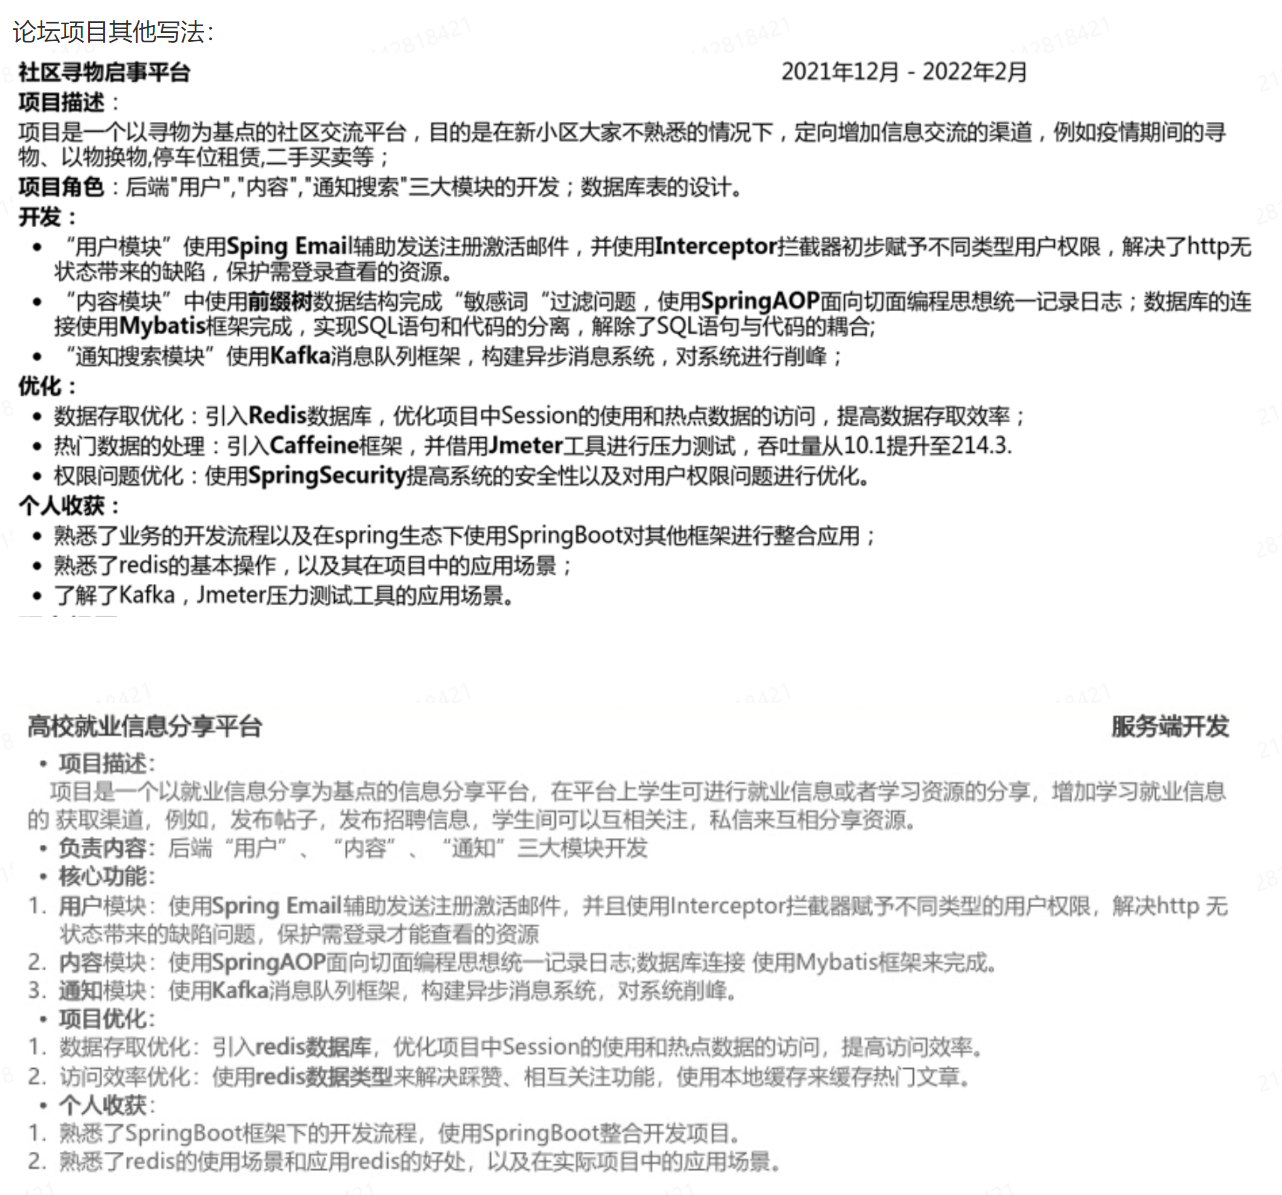 论坛项目其他写法：
社区寻物启事平台 2021年12月 - 2022年2月
项目描述：
项目是一个以寻物为基点的社区交流平台，目的是在新小区大家不熟悉的情况下，定向增加信息交流的渠道，例如疫情期间的寻
物、以物换物,停车位租赁,二手买卖等；
项目角色：后端"用户","内容","通知搜索"三大模块的开发；数据库表的设计。
开发：
• “用户模块”使用Sping Email辅助发送注册激活邮件，并使用Interceptor拦截器初步赋予不同类型用户权限，解决了http无
状态带来的缺陷，保护需登录查看的资源。
• “内容模块”中使用前缀树数据结构完成“敏感词“过滤问题，使用SpringAOP面向切面编程思想统一记录日志；数据库的连
接使用Mybatis框架完成，实现SQL语句和代码的分离，解除了SQL语句与代码的耦合;
• “通知搜索模块”使用Kafka消息队列框架，构建异步消息系统，对系统进行削峰；
优化：
• 数据存取优化：引入Redis数据库，优化项目中Session的使用和热点数据的访问，提高数据存取效率；
• 热门数据的处理：引入Caffeine框架，并借用Jmeter工具进行压力测试，吞吐量从10.1提升至214.3.
• 权限问题优化：使用SpringSecurity提高系统的安全性以及对用户权限问题进行优化。
个人收获：
• 熟悉了业务的开发流程以及在spring生态下使用SpringBoot对其他框架进行整合应用；
• 熟悉了redis的基本操作，以及其在项目中的应用场景；
• 了解了Kafka，Jmeter压力测试工具的应用场景。
高校就业信息分享平台 服务端开发
• 项目描述：
项目是一个以就业信息分享为基点的信息分享平台，在平台上学生可进行就业信息或者学习资源的分享，增加学习就业信息
的 获取渠道，例如，发布帖子，发布招聘信息，学生间可以互相关注，私信来互相分享资源。
• 负责内容：后端“用户”、“内容”、“通知”三大模块开发
• 核心功能：
1. 用户模块：使用Spring Email辅助发送注册激活邮件，并且使用Interceptor拦截器赋予不同类型的用户权限，解决http 无
状态带来的缺陷问题，保护需登录才能查看的资源
2. 内容模块：使用SpringAOP面向切面编程思想统一记录日志;数据库连接 使用Mybatis框架来完成。
3. 通知模块：使用Kafka消息队列框架，构建异步消息系统，对系统削峰。
• 项目优化：
1. 数据存取优化：引入redis数据库，优化项目中Session的使用和热点数据的访问，提高访问效率。
2. 访问效率优化：使用redis数据类型来解决踩赞、相互关注功能，使用本地缓存来缓存热门文章。
• 个人收获：
1. 熟悉了SpringBoot框架下的开发流程，使用SpringBoot整合开发项目。
2. 熟悉了redis的使用场景和应用redis的好处，以及在实际项目中的应用场景。